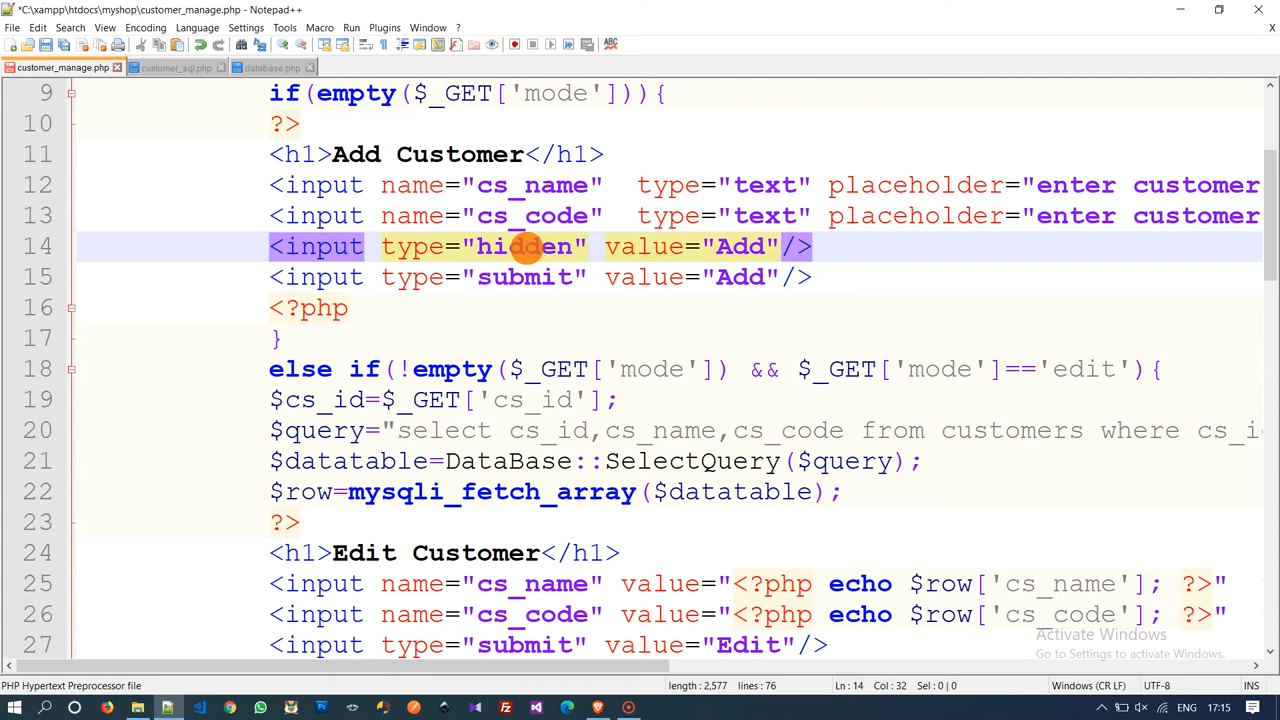 *C:\xampp\htdocs\myshop\customer_manage.php - Notepad++
File Edit Search View Encoding Language Settings Tools Macro Run Plugins Window ?
customer_manage.php customer_sql.php database.php
9 if(empty($_GET['mode'])){
10 ?>
11 <h1>Add Customer</h1>
12 <input name="cs_name"  type="text" placeholder="enter customer
13 <input name="cs_code"  type="text" placeholder="enter customer
14 <input type="hidden" value="Add"/>
15 <input type="submit" value="Add"/>
16 <?php
17 }
18 else if(!empty($_GET['mode']) && $_GET['mode']=='edit'){
19 $cs_id=$_GET['cs_id'];
20 $query="select cs_id,cs_name,cs_code from customers where cs_i
21 $datatable=DataBase::SelectQuery($query);
22 $row=mysqli_fetch_array($datatable);
23 ?>
24 <h1>Edit Customer</h1>
25 <input name="cs_name" value="<?php echo $row['cs_name']; ?>"
26 <input name="cs_code" value="<?php echo $row['cs_code']; ?>"
27 <input type="submit" value="Edit"/>
Activate Windows
Go to Settings to activate Windows.
PHP Hypertext Preprocessor file length : 2,577 lines : 76 Ln : 14 Col : 32 Sel : 0 | 0 Windows (CR LF) UTF-8 INS
ENG 17:15